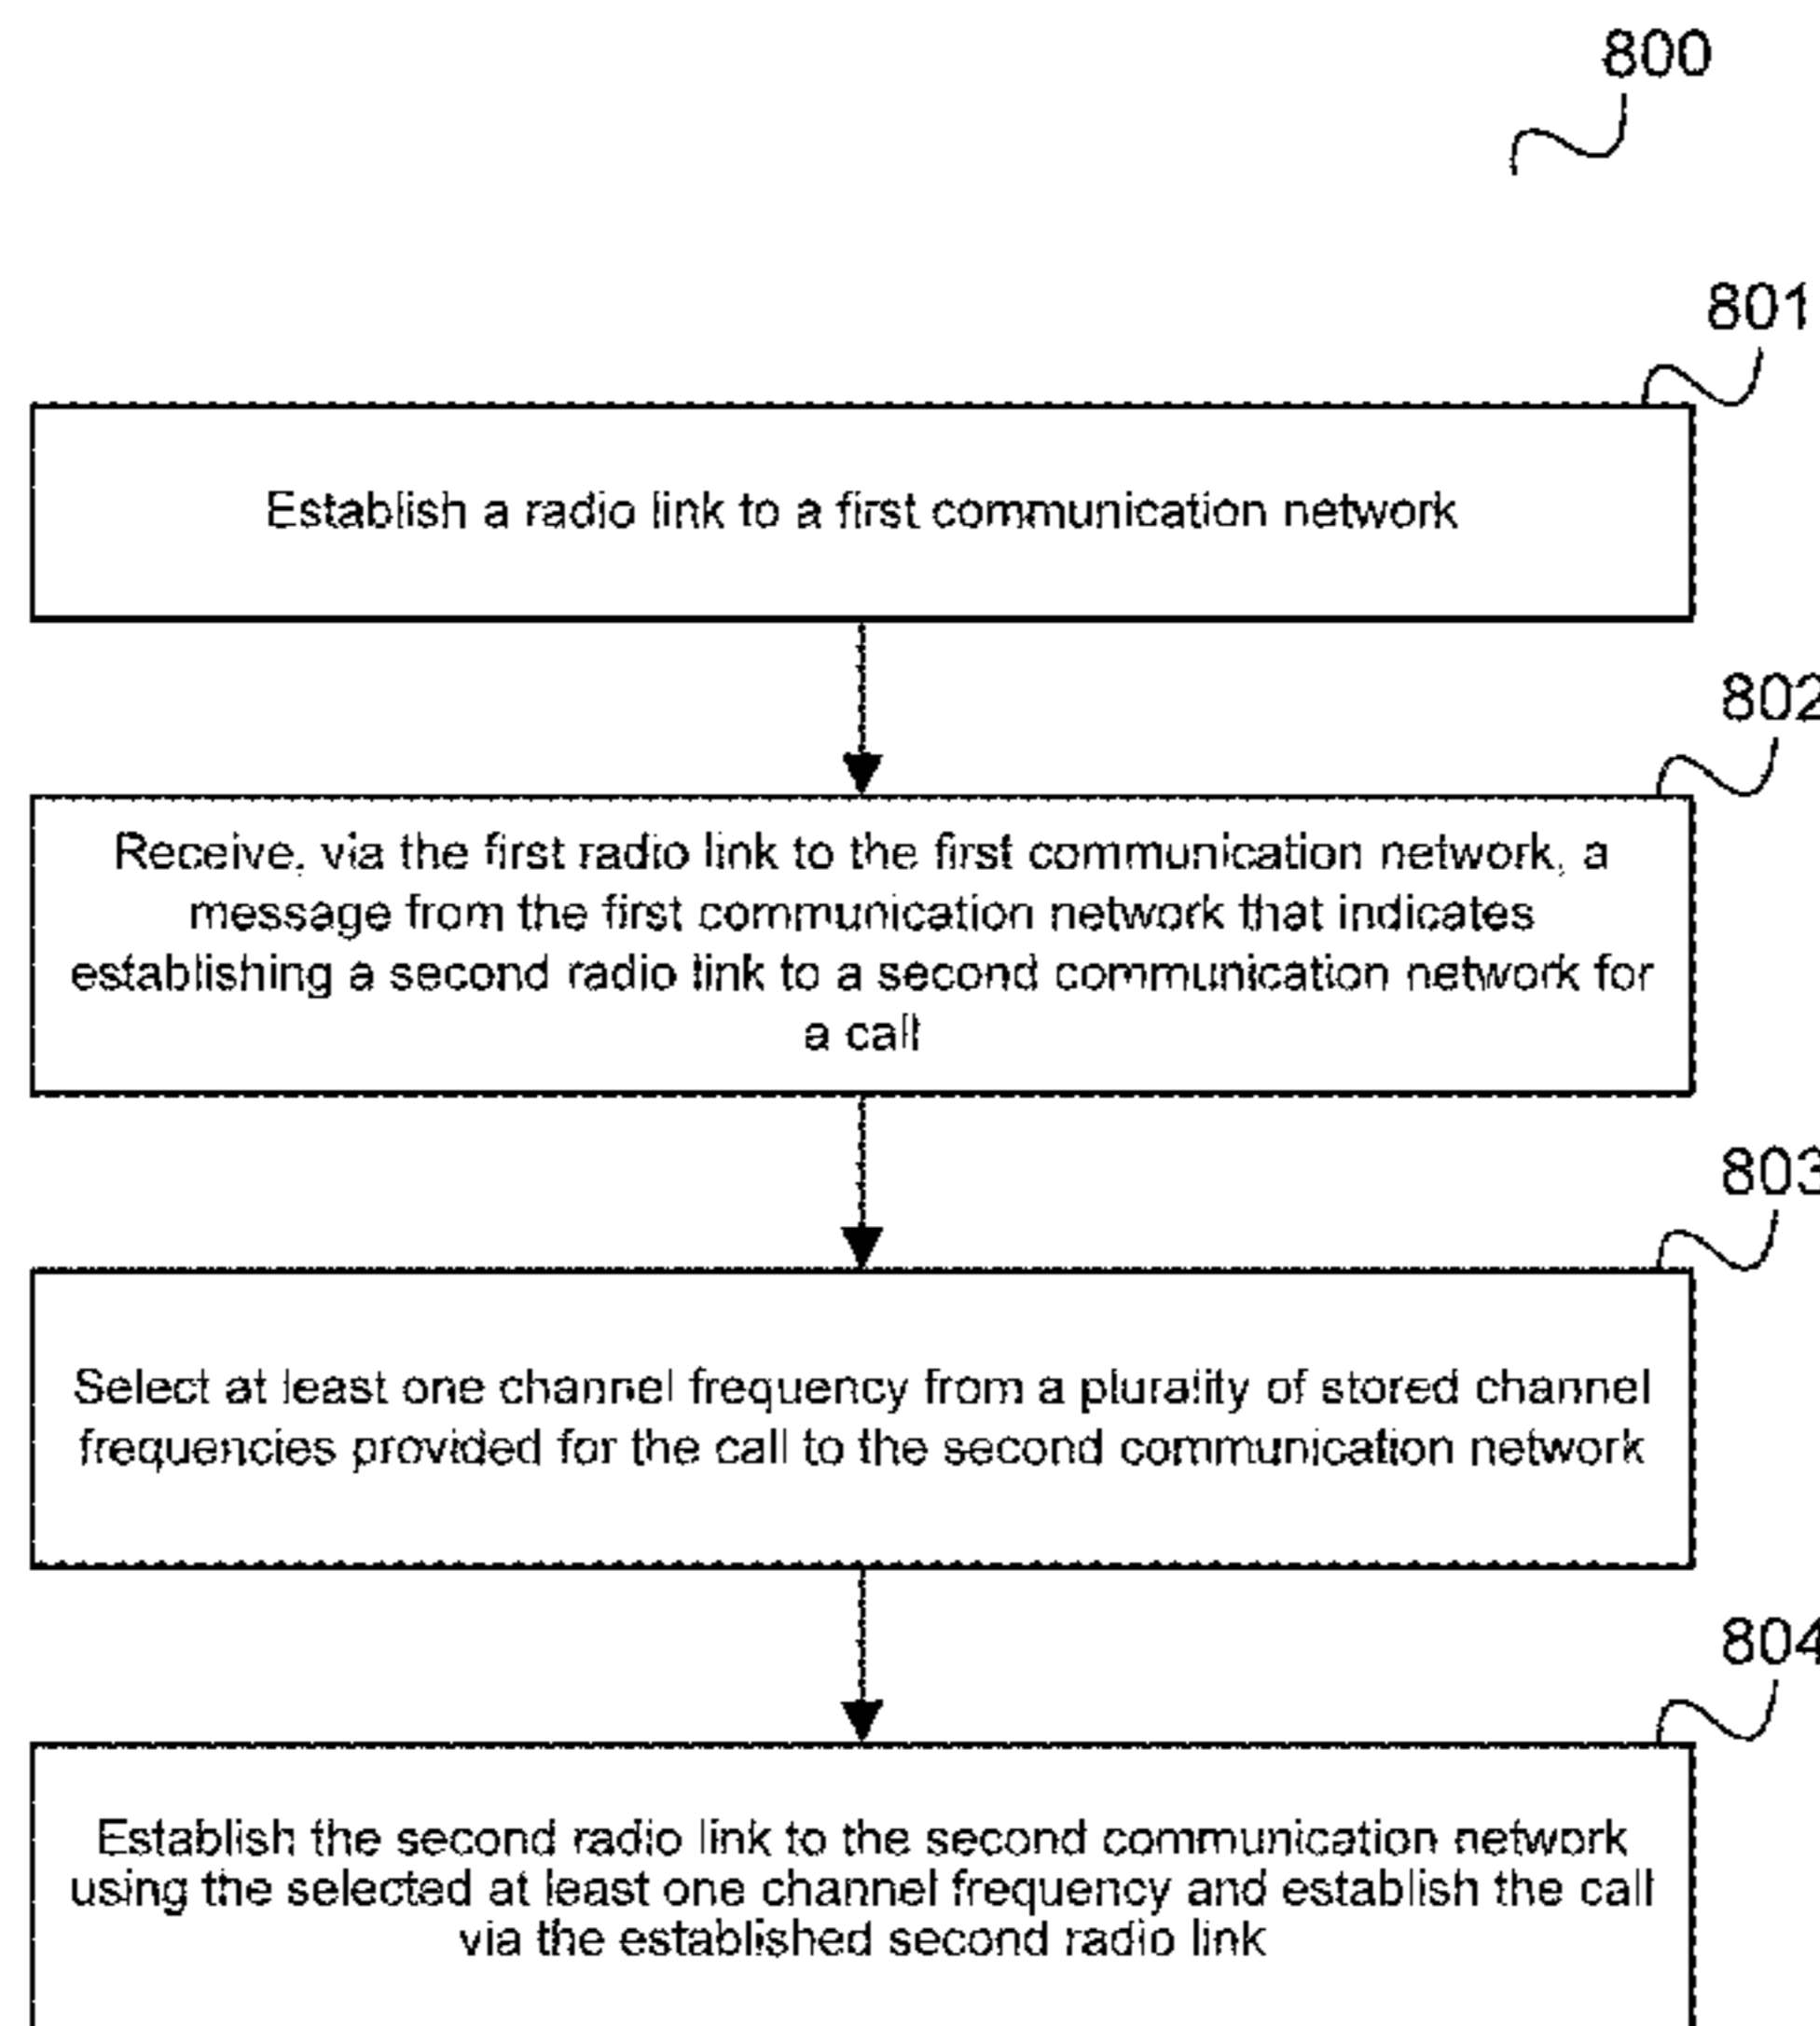 800
801
Establish a radio link to a first communication network
802
Receive, via the first radio link to the first communication network, a
message from the first communication network that indicates
establishing a second radio link to a second communication network for
a call
803
Select at least one channel frequency from a plurality of stored channel
frequencies provided for the call to the second communication network
804
Establish the second radio link to the second communication network
using the selected at least one channel frequency and establish the call
via the established second radio link